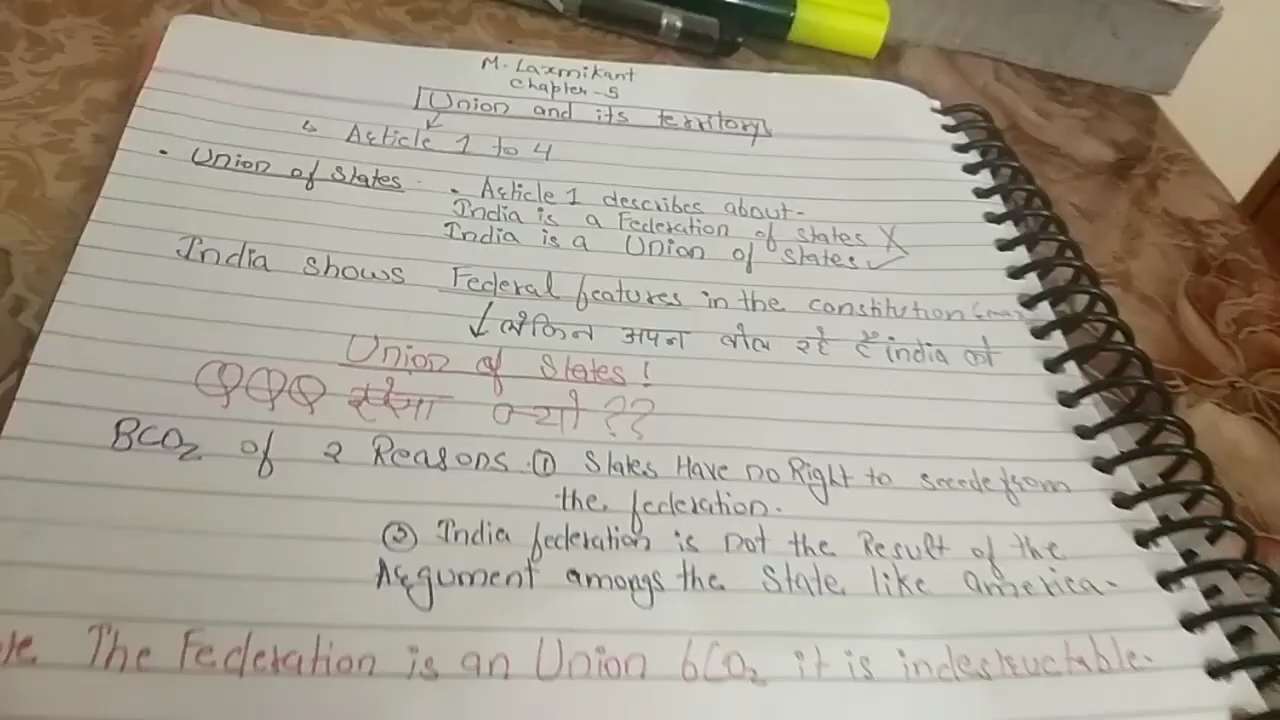 M. Laxmikant
Chapter-5
Union and its territory
↳ Article 1 to 4
• Union of States • Article 1 describes about-
India is a Federation of states X
India is a Union of states ✓
India shows Federal features in the constitution
↓ लेकिन अपन बोल रहे हैं india को
Union of States!
QQQ ऐसा क्यों ??
BCO2 of 2 Reasons ① States Have no Right to secede from
the federation.
② India federation is not the Result of the
Argument amongs the State like america-
The Federation is an Union bCO2 it is indestructable-